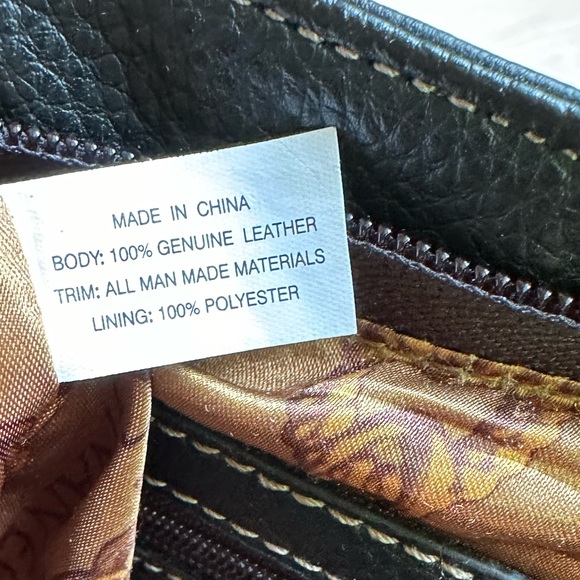 MADE IN CHINA
BODY: 100% GENUINE LEATHER
TRIM: ALL MAN MADE MATERIALS
LINING: 100% POLYESTER